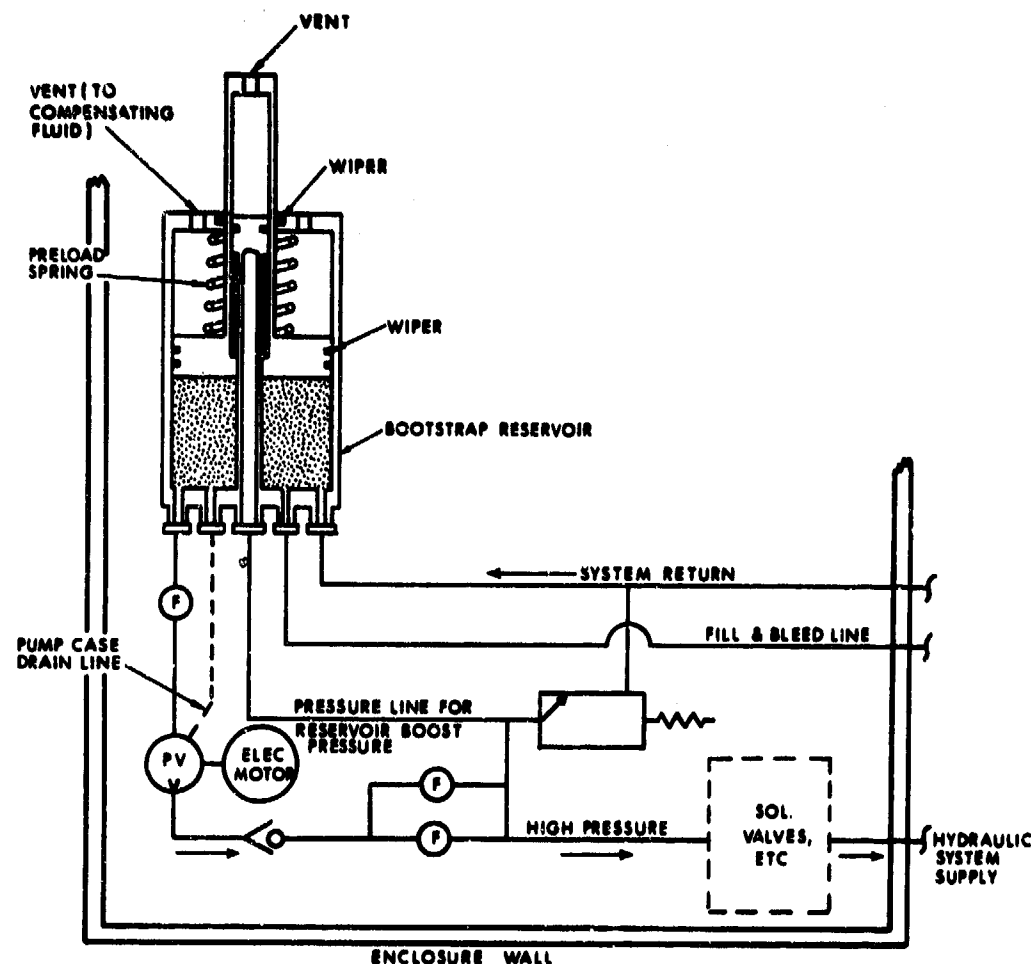 VENT
VENT (TO
COMPENSATING
FLUID)
WIPER
PRELOAD
SPRING
WIPER
BOOTSTRAP RESERVOIR
SYSTEM RETURN
F
FILL & BLEED LINE
PUMP CASE
DRAIN LINE
PRESSURE LINE FOR
RESERVOIR BOOST
PRESSURE
PV
V
ELEC
MOTOR
F
F
HIGH PRESSURE
SOL.
VALVES,
ETC
HYDRAULIC
SYSTEM
SUPPLY
ENCLOSURE WALL